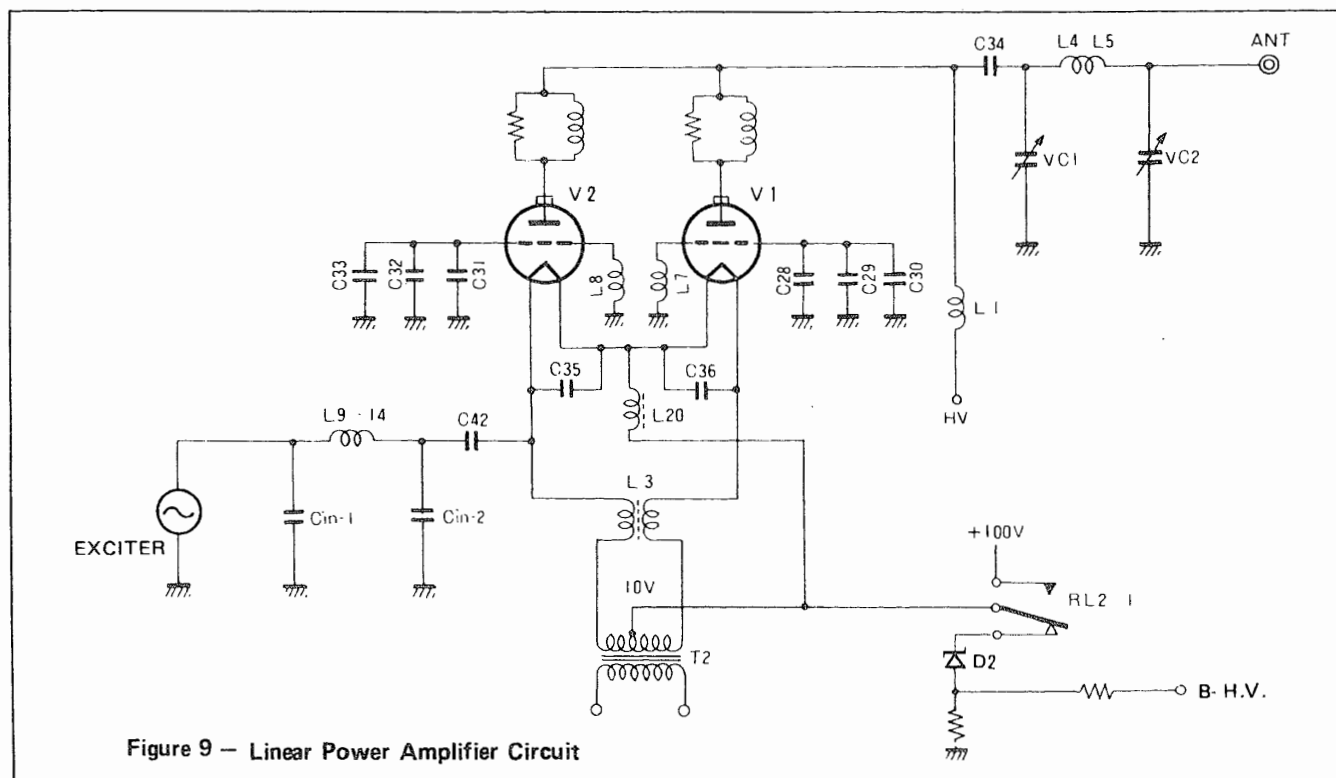 C34
L4 L5
ANT
VC1
VC2
V2
V1
C33
C32
C31
L8
L7
C28
C29
C30
L1
HV
C35
C36
L20
L9-14
C42
L3
Cin-1
Cin-2
EXCITER
10V
T2
+100V
RL2 1
D2
B-H.V.
Figure 9 — Linear Power Amplifier Circuit